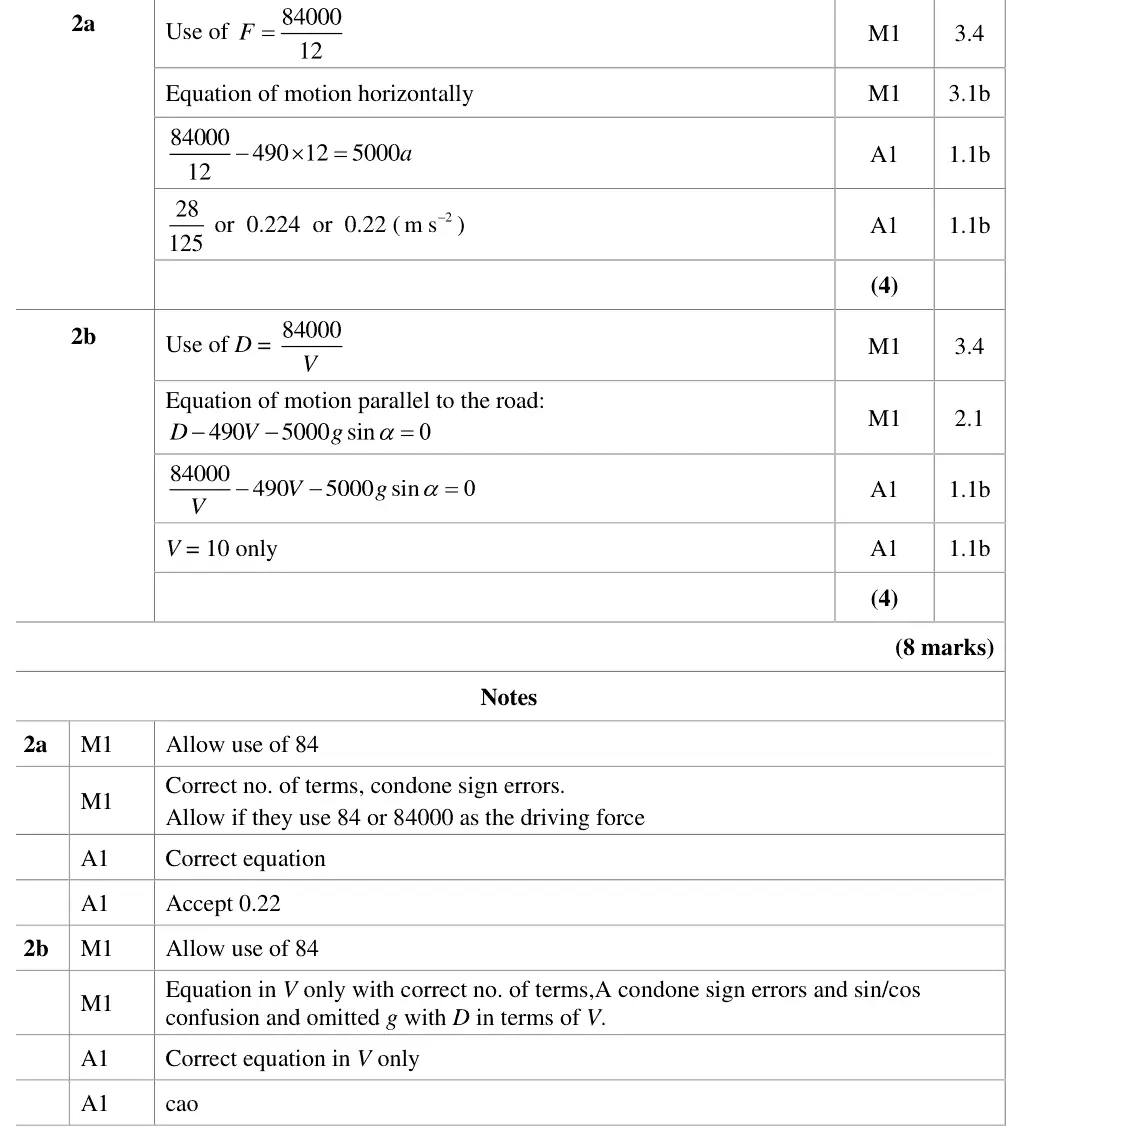 2a Use of F = 84000/12 M1 3.4
Equation of motion horizontally M1 3.1b
84000/12 − 490×12 = 5000a A1 1.1b
28/125 or 0.224 or 0.22 ( m s⁻² ) A1 1.1b
(4)
2b Use of D = 84000/V M1 3.4
Equation of motion parallel to the road:
D − 490V − 5000g sin α = 0 M1 2.1
84000/V − 490V − 5000g sin α = 0 A1 1.1b
V = 10 only A1 1.1b
(4)
(8 marks)
Notes
2a M1 Allow use of 84
M1 Correct no. of terms, condone sign errors.
Allow if they use 84 or 84000 as the driving force
A1 Correct equation
A1 Accept 0.22
2b M1 Allow use of 84
M1 Equation in V only with correct no. of terms,A condone sign errors and sin/cos
confusion and omitted g with D in terms of V.
A1 Correct equation in V only
A1 cao